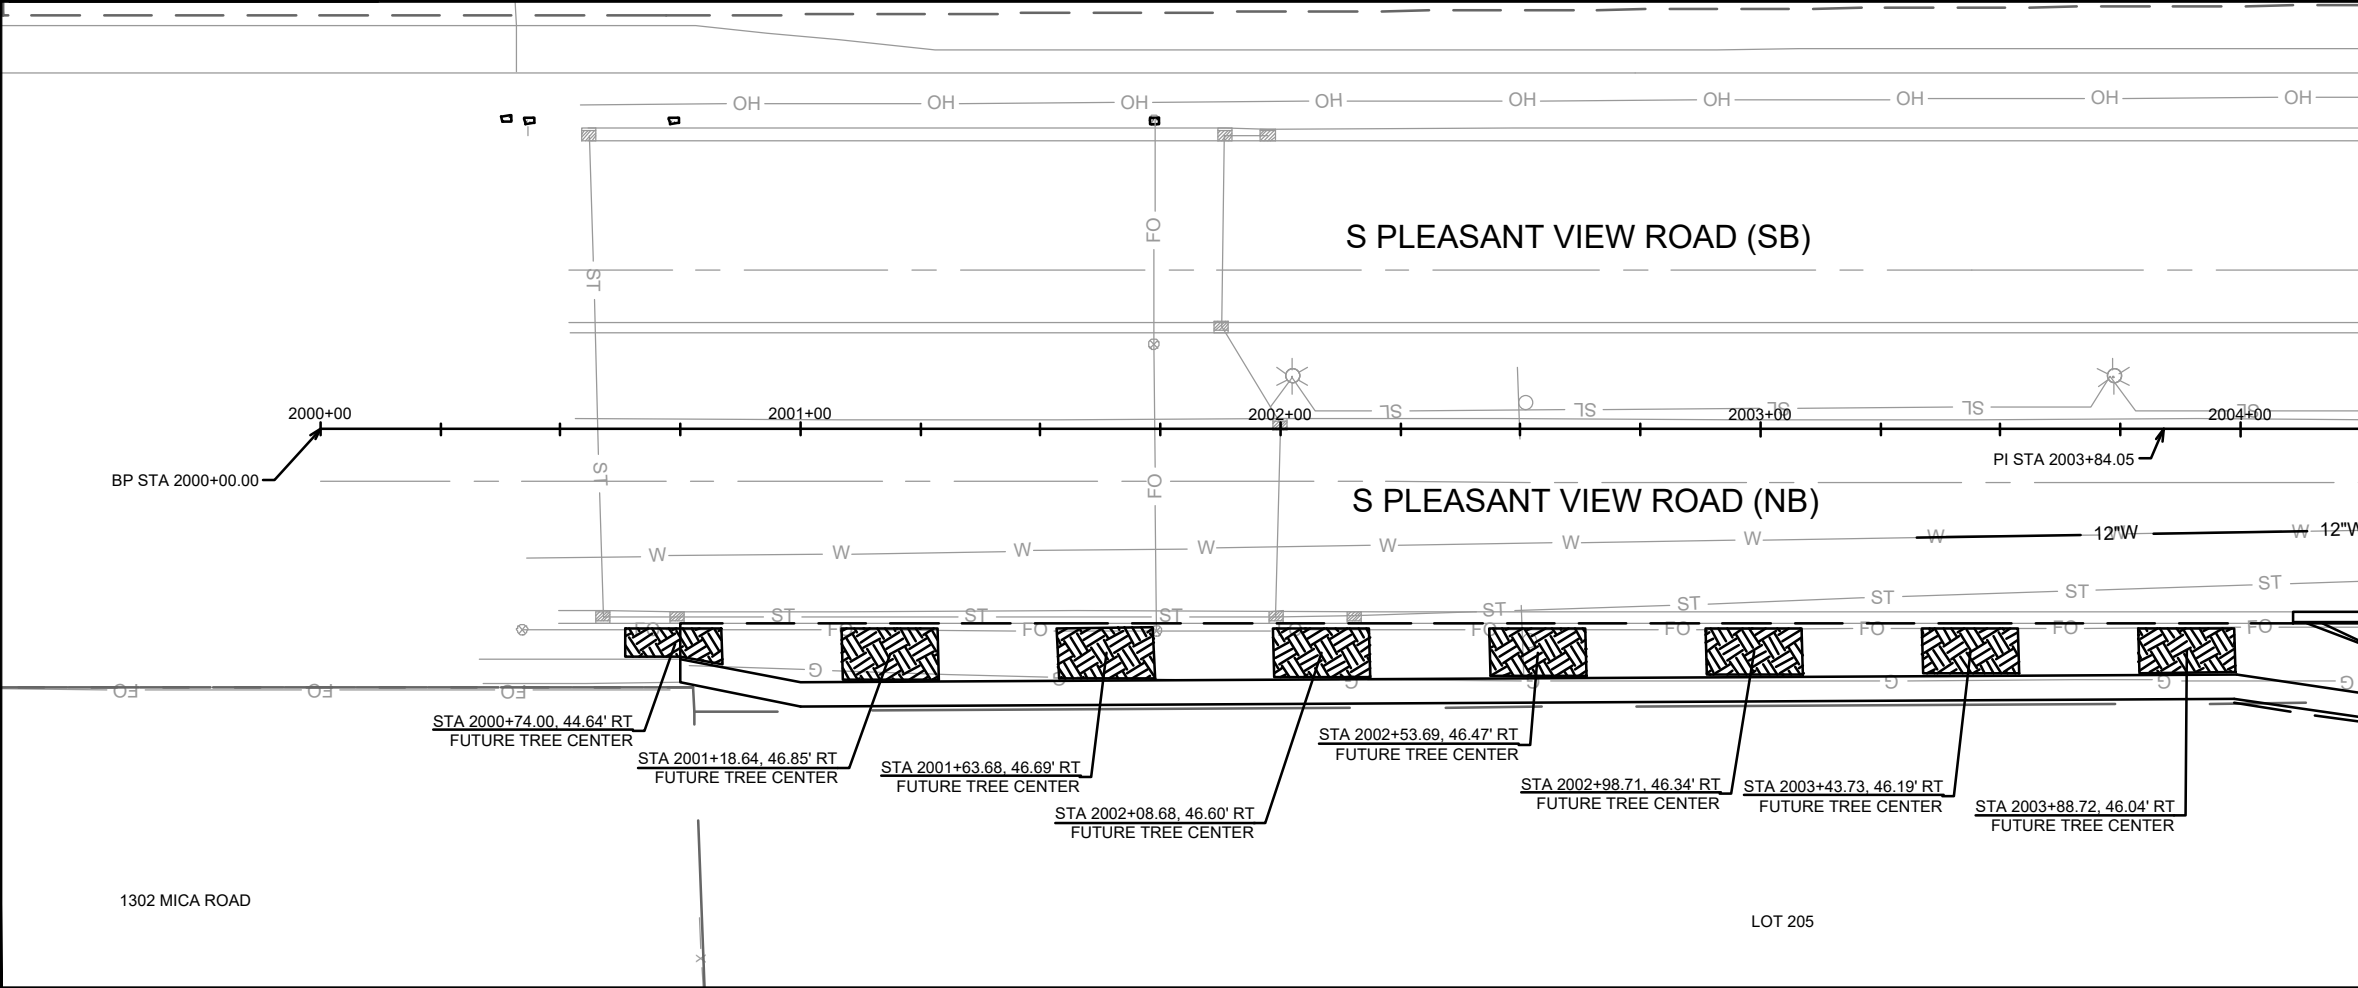 OH OH OH OH OH OH OH OH OH
FO
S PLEASANT VIEW ROAD (SB)
ST
2000+00 2001+00 2002+00 2003+00 2004+00
SL SL SL SL SL
BP STA 2000+00.00
PI STA 2003+84.05
ST
FO
S PLEASANT VIEW ROAD (NB)
W W W W W W W W 12"W W 12"W
ST ST ST ST ST ST ST ST
FO FO FO FO FO FO FO FO FO
G G G G G G G
FO FO FO
STA 2000+74.00, 44.64' RT
FUTURE TREE CENTER
STA 2001+18.64, 46.85' RT
FUTURE TREE CENTER
STA 2001+63.68, 46.69' RT
FUTURE TREE CENTER
STA 2002+08.68, 46.60' RT
FUTURE TREE CENTER
STA 2002+53.69, 46.47' RT
FUTURE TREE CENTER
STA 2002+98.71, 46.34' RT
FUTURE TREE CENTER
STA 2003+43.73, 46.19' RT
FUTURE TREE CENTER
STA 2003+88.72, 46.04' RT
FUTURE TREE CENTER
1302 MICA ROAD
LOT 205
x